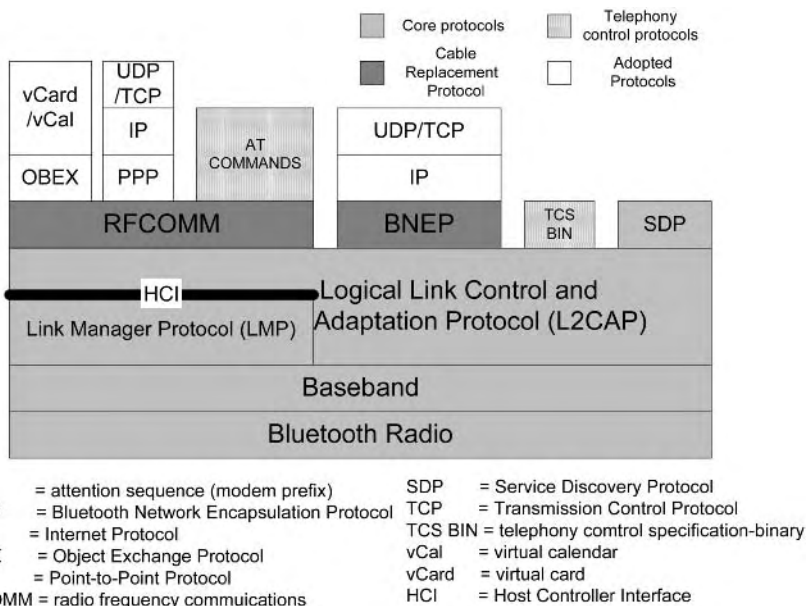 Core protocols
Telephony
control protocols
Cable
Replacement
Protocol
Adopted
Protocols
vCard
/vCal
UDP
/TCP
IP
OBEX
PPP
AT
COMMANDS
UDP/TCP
IP
RFCOMM
BNEP
TCS
BIN
SDP
HCI
Link Manager Protocol (LMP)
Logical Link Control and
Adaptation Protocol (L2CAP)
Baseband
Bluetooth Radio
= attention sequence (modem prefix)
= Bluetooth Network Encapsulation Protocol
= Internet Protocol
= Object Exchange Protocol
= Point-to-Point Protocol
OMM = radio frequency commuications
SDP = Service Discovery Protocol
TCP = Transmission Control Protocol
TCS BIN = telephony comtrol specification-binary
vCal = virtual calendar
vCard = virtual card
HCI = Host Controller Interface